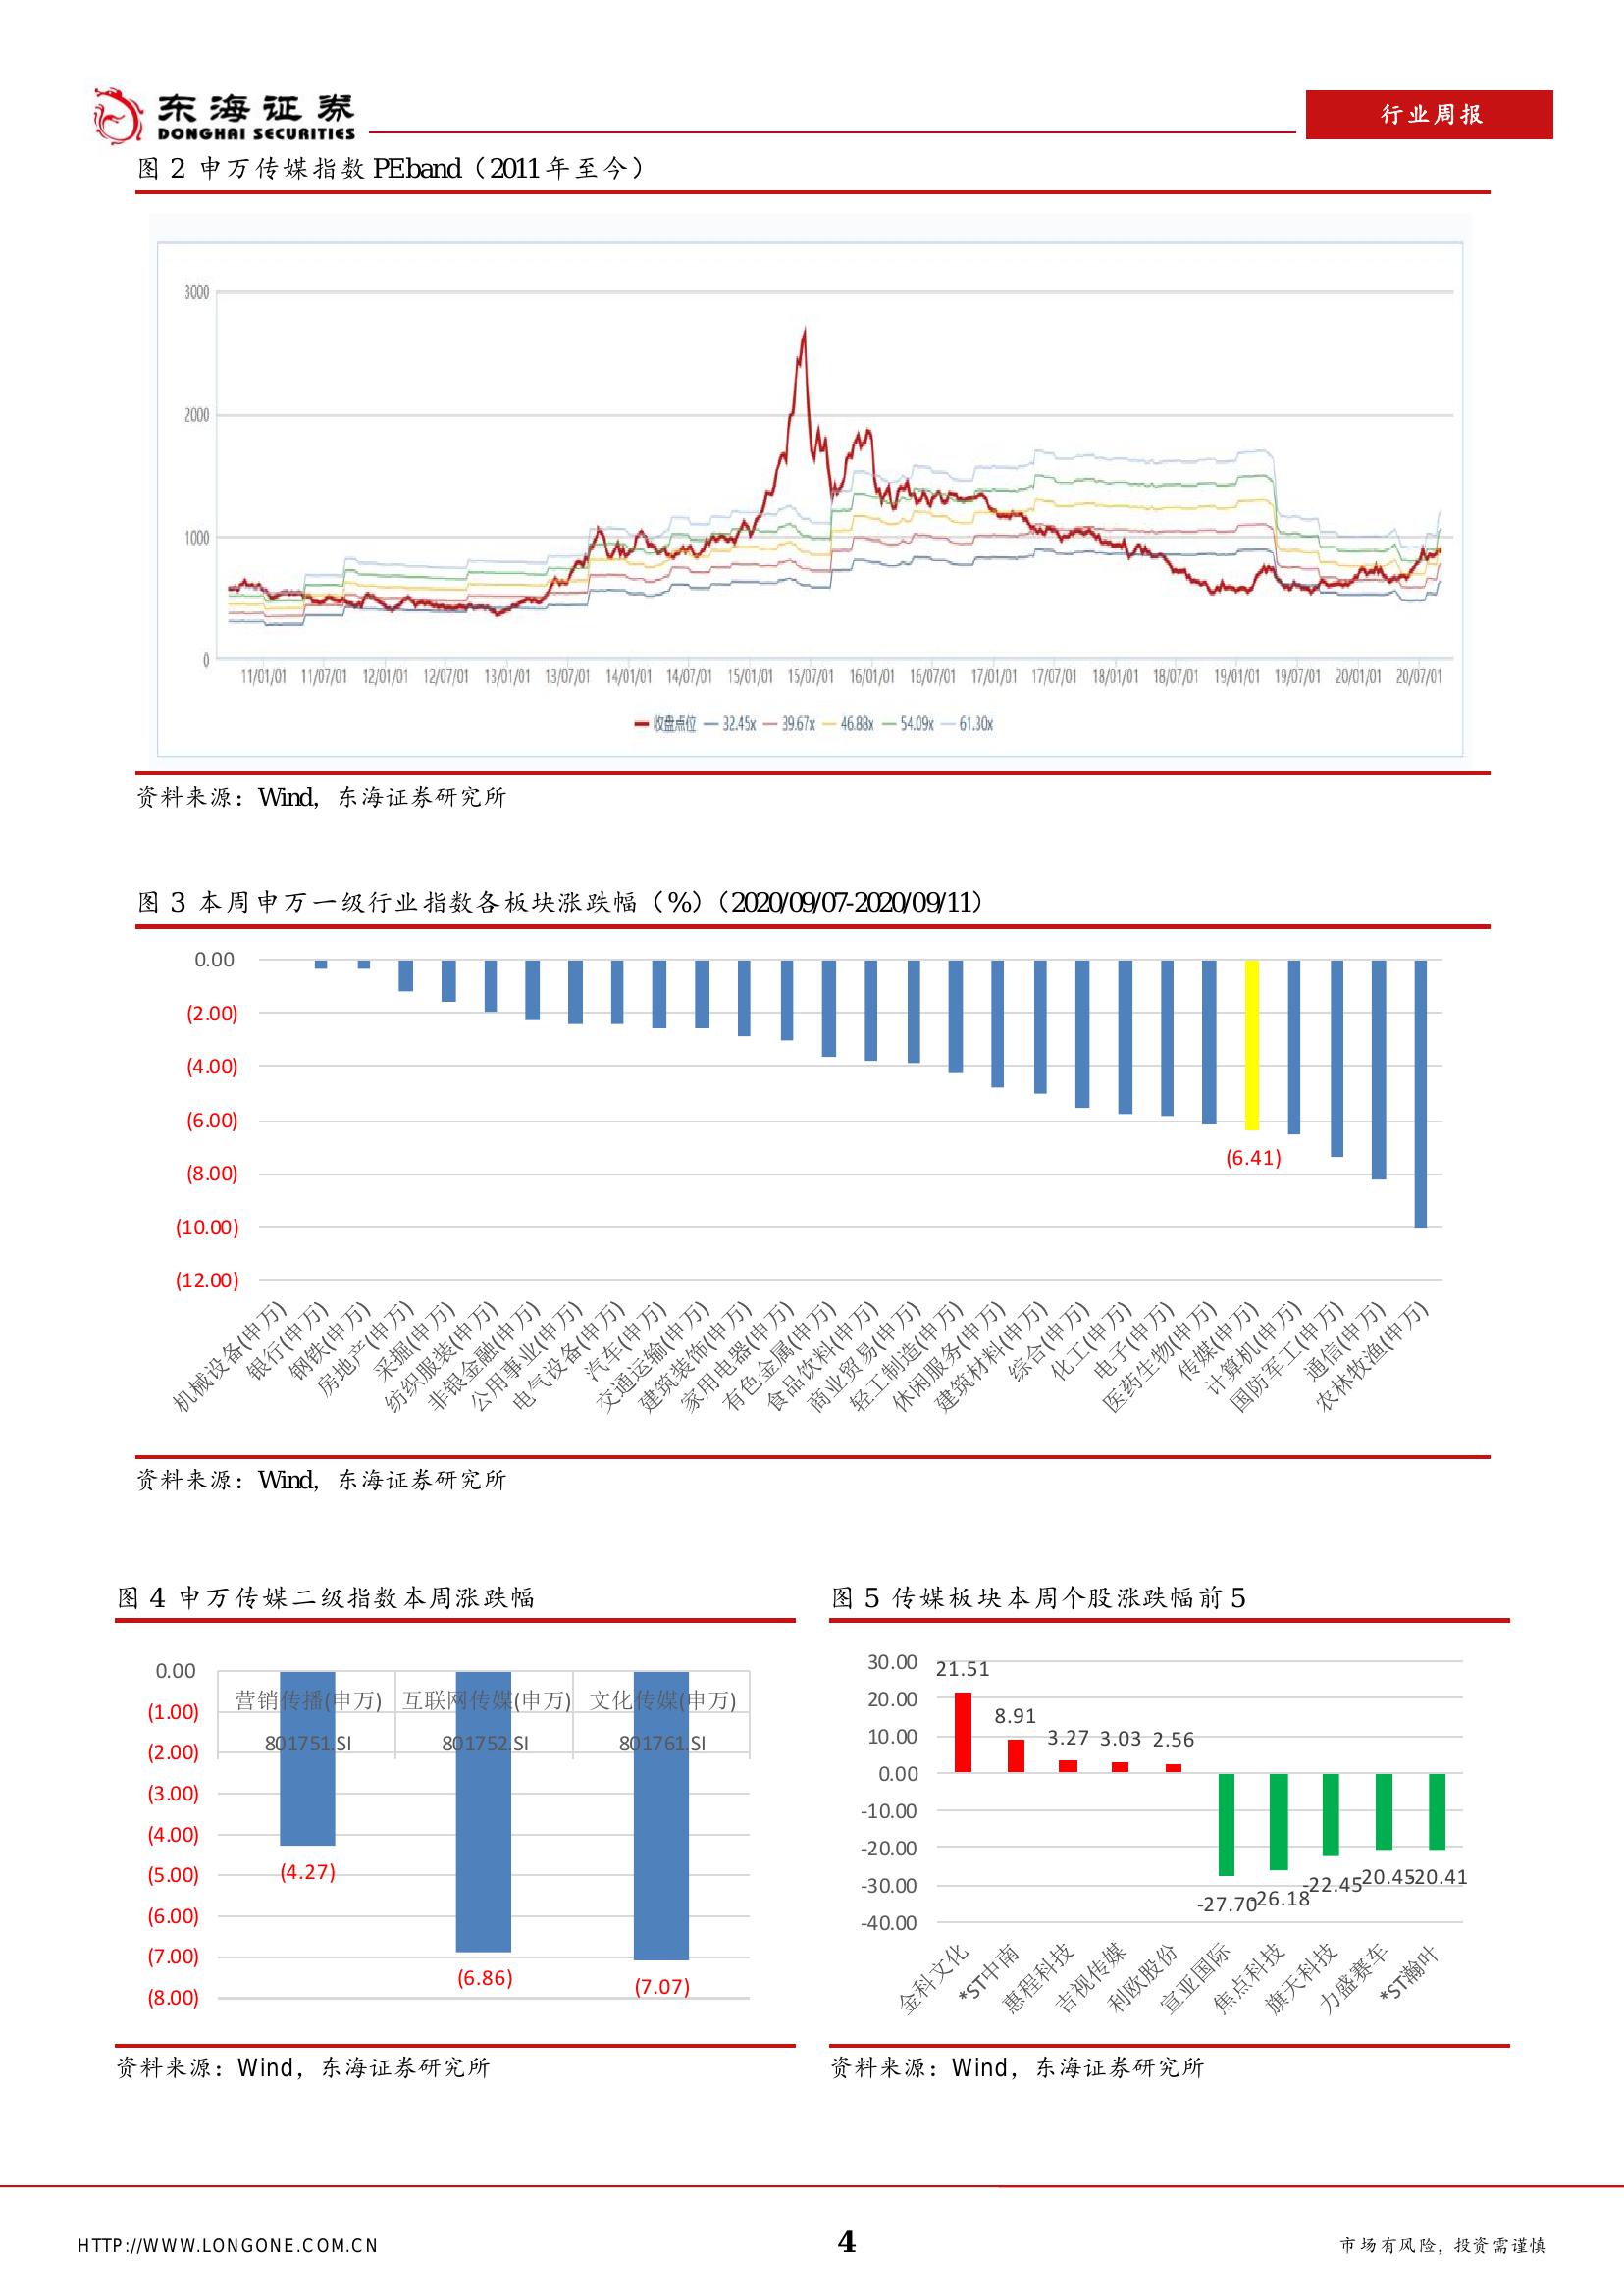 东海证券
DONGHAI SECURITIES
行业周报
图 2 申万传媒指数 PEband（2011 年至今）
3000
2000
1000
0
11/01/01 11/07/01 12/01/01 12/07/01 13/01/01 13/07/01 14/01/01 14/07/01 15/01/01 15/07/01 16/01/01 16/07/01 17/01/01 17/07/01 18/01/01 18/07/01 19/01/01 19/07/01 20/01/01 20/07/01
收盘点位 32.45x 39.67x 46.88x 54.09x 61.30x
资料来源：Wind，东海证券研究所
图 3 本周申万一级行业指数各板块涨跌幅（%）（2020/09/07-2020/09/11）
0.00
(2.00)
(4.00)
(6.00)
(8.00)
(10.00)
(12.00)
(6.41)
机械设备(申万)
银行(申万)
钢铁(申万)
房地产(申万)
采掘(申万)
纺织服装(申万)
非银金融(申万)
公用事业(申万)
电气设备(申万)
汽车(申万)
交通运输(申万)
建筑装饰(申万)
家用电器(申万)
有色金属(申万)
食品饮料(申万)
商业贸易(申万)
轻工制造(申万)
休闲服务(申万)
建筑材料(申万)
综合(申万)
化工(申万)
电子(申万)
医药生物(申万)
传媒(申万)
计算机(申万)
国防军工(申万)
通信(申万)
农林牧渔(申万)
资料来源：Wind，东海证券研究所
图 4 申万传媒二级指数本周涨跌幅
0.00
(1.00)
(2.00)
(3.00)
(4.00)
(5.00)
(6.00)
(7.00)
(8.00)
营销传播(申万) 互联网传媒(申万) 文化传媒(申万)
801751.SI 801752.SI 801761.SI
(4.27)
(6.86)
(7.07)
资料来源：Wind，东海证券研究所
图 5 传媒板块本周个股涨跌幅前 5
30.00
20.00
10.00
0.00
-10.00
-20.00
-30.00
-40.00
21.51
8.91
3.27 3.03 2.56
-27.70
-26.18
-22.45
-20.45
-20.41
金科文化
*ST中南
惠程科技
吉视传媒
利欧股份
宣亚国际
焦点科技
旗天科技
力盛赛车
*ST瀚叶
资料来源：Wind，东海证券研究所
HTTP://WWW.LONGONE.COM.CN
4
市场有风险，投资需谨慎